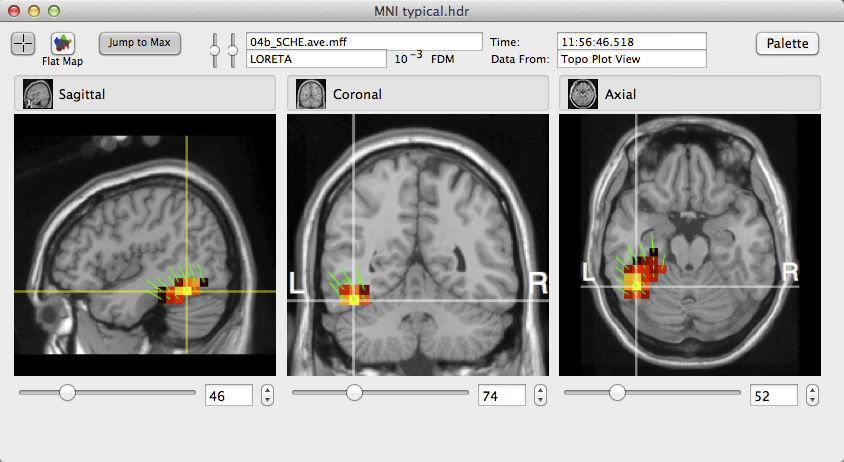 MNI typical.hdr
Jump to Max
04b_SCHE.ave.mff
Time:
11:56:46.518
Palette
Flat Map
LORETA
10 -3 FDM
Data From:
Topo Plot View
Sagittal
Coronal
Axial
L
R
L
R
46
74
52